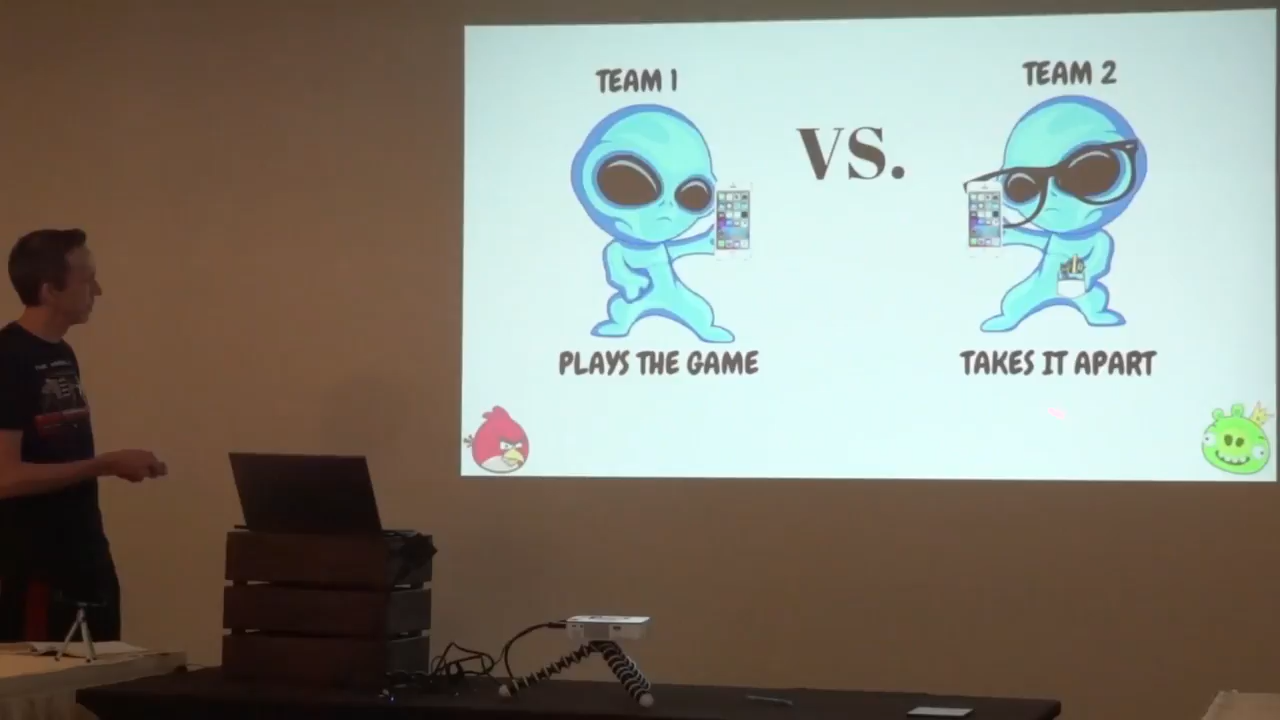 TEAM 1
TEAM 2
VS.
PLAYS THE GAME
TAKES IT APART